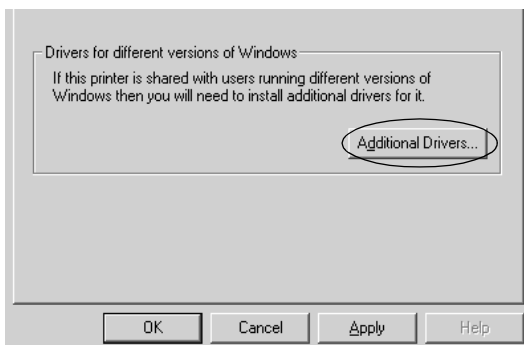 Drivers for different versions of Windows
If this printer is shared with users running different versions of
Windows then you will need to install additional drivers for it.
Additional Drivers...
OK Cancel Apply Help